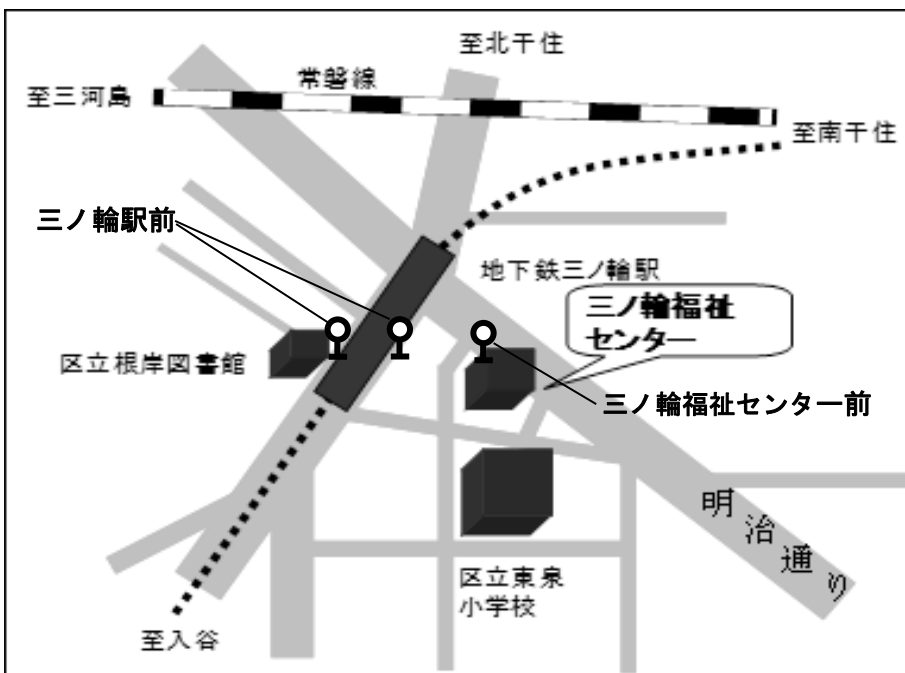 至北千住
常磐線
至三河島
至南千住
三ノ輪駅前
地下鉄三ノ輪駅
三ノ輪福祉
センター
区立根岸図書館
三ノ輪福祉センター前
明治通り
区立東泉
小学校
至入谷